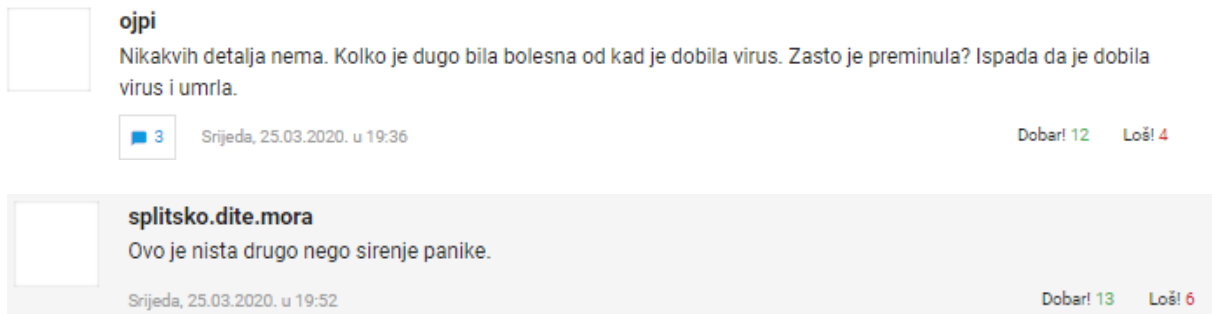 ojpi
Nikakvih detalja nema. Kolko je dugo bila bolesna od kad je dobila virus. Zasto je preminula? Ispada da je dobila
virus i umrla.
3 Srijeda, 25.03.2020. u 19:36 Dobar! 12 Loš! 4
splitsko.dite.mora
Ovo je nista drugo nego sirenje panike.
Srijeda, 25.03.2020. u 19:52 Dobar! 13 Loš! 6